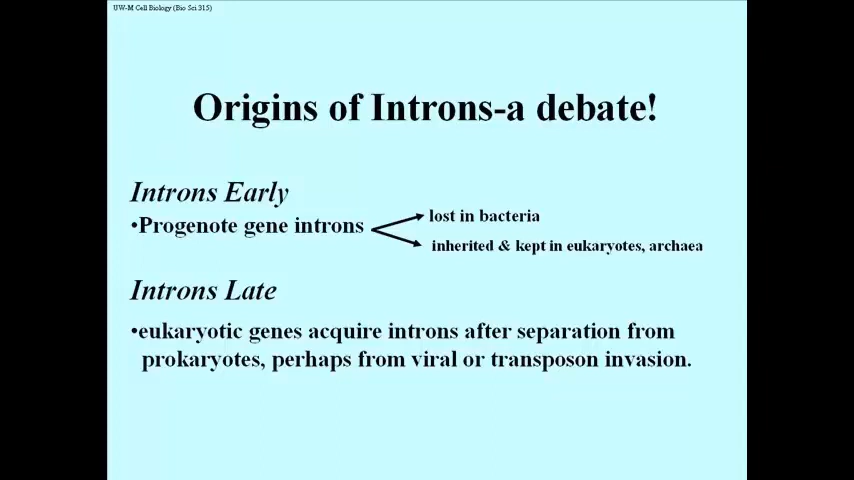 UW-M Cell Biology (Bio Sci 315)
Origins of Introns-a debate!
Introns Early
•Progenote gene introns
lost in bacteria
inherited & kept in eukaryotes, archaea
Introns Late
•eukaryotic genes acquire introns after separation from
prokaryotes, perhaps from viral or transposon invasion.